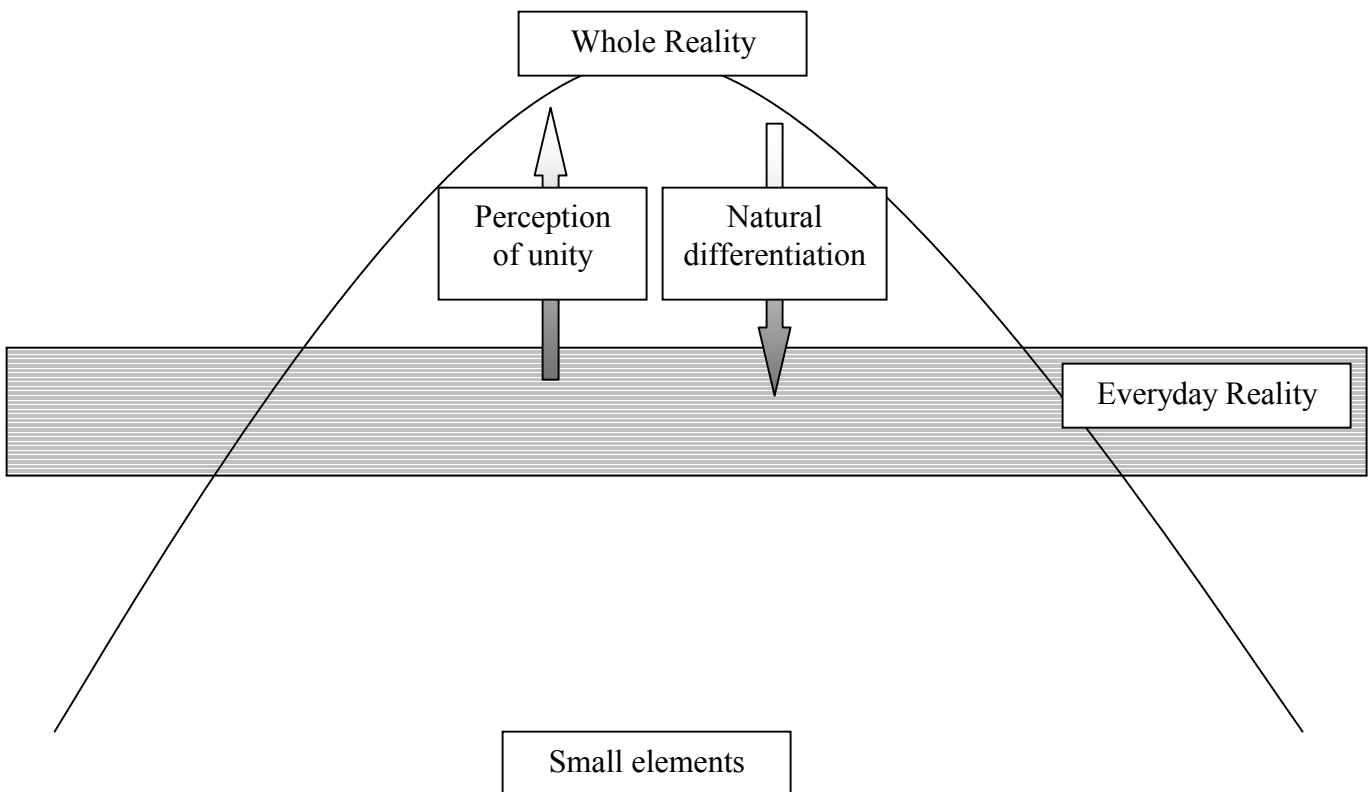 Whole Reality
Perception
of unity
Natural
differentiation
Everyday Reality
Small elements